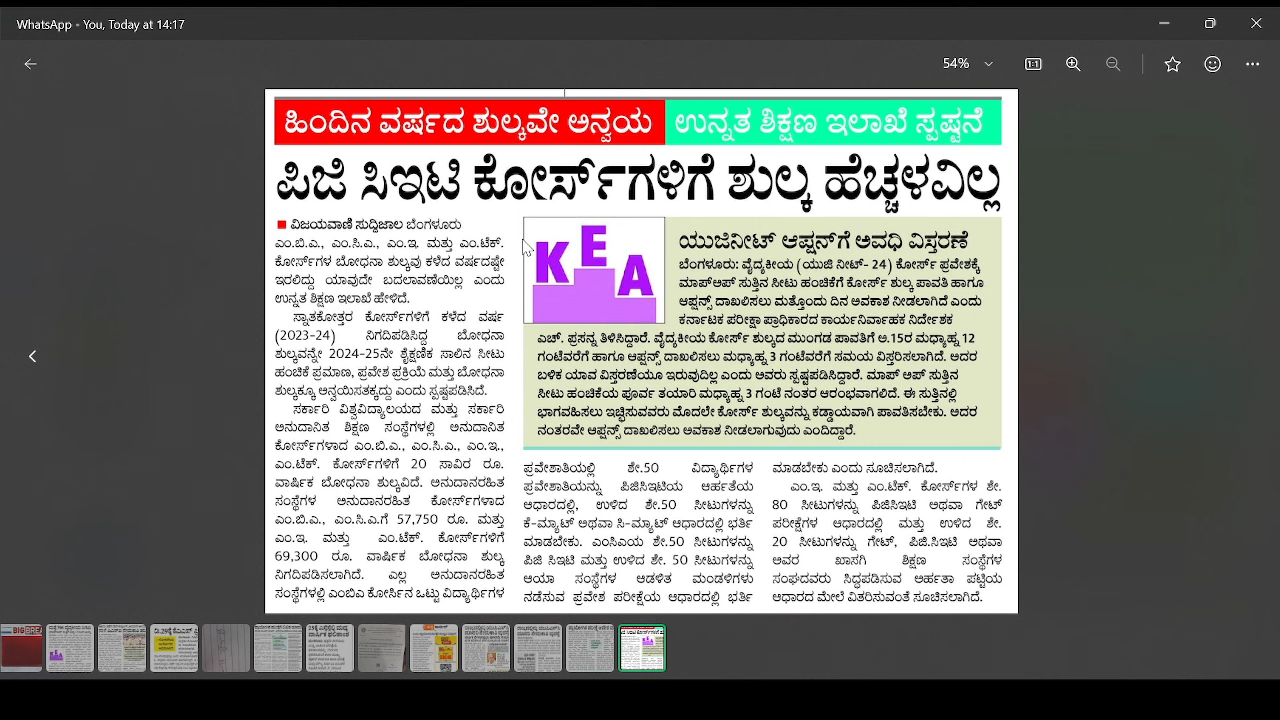 WhatsApp - You, Today at 14:17
54%
1:1
ಹಿಂದಿನ ವರ್ಷದ ಶುಲ್ಕವೇ ಅನ್ವಯ
ಉನ್ನತ ಶಿಕ್ಷಣ ಇಲಾಖೆ ಸ್ಪಷ್ಟನೆ
ಪಿಜಿ ಸಿಇಟಿ ಕೋರ್ಸ್‌ಗಳಿಗೆ ಶುಲ್ಕ ಹೆಚ್ಚಳವಿಲ್ಲ
ವಿಜಯವಾಣಿ ಸುದ್ದಿಜಾಲ ಬೆಂಗಳೂರು
ಎಂ.ಬಿ.ಎ., ಎಂ.ಸಿ.ಎ., ಎಂ.ಇ. ಮತ್ತು ಎಂ.ಟೆಕ್.
ಕೋರ್ಸ್‌ಗಳ ಬೋಧನಾ ಶುಲ್ಕವು ಕಳೆದ ವರ್ಷದಷ್ಟೇ
ಇರಲಿದ್ದು ಯಾವುದೇ ಬದಲಾವಣೆಯಿಲ್ಲ ಎಂದು
ಉನ್ನತ ಶಿಕ್ಷಣ ಇಲಾಖೆ ಹೇಳಿದೆ.
ಸ್ನಾತಕೋತ್ತರ ಕೋರ್ಸ್‌ಗಳಿಗೆ ಕಳೆದ ವರ್ಷ
(2023-24) ನಿಗದಿಪಡಿಸಿದ್ದ ಬೋಧನಾ
ಶುಲ್ಕವನ್ನೇ 2024-25ನೇ ಶೈಕ್ಷಣಿಕ ಸಾಲಿನ ಸೀಟು
ಹಂಚಿಕೆ ಪ್ರಮಾಣ, ಪ್ರವೇಶ ಪ್ರಕ್ರಿಯೆ ಮತ್ತು ಬೋಧನಾ
ಶುಲ್ಕಕ್ಕೂ ಅನ್ವಯಿಸತಕ್ಕದ್ದು ಎಂದು ಸ್ಪಷ್ಟಪಡಿಸಿದೆ.
ಸರ್ಕಾರಿ ವಿಶ್ವವಿದ್ಯಾಲಯದ ಮತ್ತು ಸರ್ಕಾರಿ
ಅನುದಾನಿತ ಶಿಕ್ಷಣ ಸಂಸ್ಥೆಗಳಲ್ಲಿ ಅನುದಾನಿತ
ಕೋರ್ಸ್‌ಗಳಾದ ಎಂ.ಬಿ.ಎ., ಎಂ.ಸಿ.ಎ., ಎಂ.ಇ.,
ಎಂ.ಟೆಕ್. ಕೋರ್ಸ್‌ಗಳಿಗೆ 20 ಸಾವಿರ ರೂ.
ವಾರ್ಷಿಕ ಬೋಧನಾ ಶುಲ್ಕವಿದೆ. ಅನುದಾನರಹಿತ
ಸಂಸ್ಥೆಗಳ ಅನುದಾನರಹಿತ ಕೋರ್ಸ್‌ಗಳಾದ
ಎಂ.ಬಿ.ಎ., ಎಂ.ಸಿ.ಎ.ಗೆ 57,750 ರೂ. ಮತ್ತು
ಎಂ.ಇ. ಮತ್ತು ಎಂ.ಟೆಕ್. ಕೋರ್ಸ್‌ಗಳಿಗೆ
69,300 ರೂ. ವಾರ್ಷಿಕ ಬೋಧನಾ ಶುಲ್ಕ
ನಿಗದಿಪಡಿಸಲಾಗಿದೆ. ಎಲ್ಲ ಅನುದಾನರಹಿತ
ಸಂಸ್ಥೆಗಳಲ್ಲಿ ಎಂಬಿಎ ಕೋರ್ಸಿನ ಒಟ್ಟು ವಿದ್ಯಾರ್ಥಿಗಳ
KEA
ಯುಜಿನೀಟ್ ಆಪ್ಷನ್‌ಗೆ ಅವಧಿ ವಿಸ್ತರಣೆ
ಬೆಂಗಳೂರು: ವೈದ್ಯಕೀಯ (ಯುಜಿ ನೀಟ್- 24) ಕೋರ್ಸ್ ಪ್ರವೇಶಕ್ಕೆ
ಮಾಪ್‌ಅಪ್ ಸುತ್ತಿನ ಸೀಟು ಹಂಚಿಕೆಗೆ ಕೋರ್ಸ್ ಶುಲ್ಕ ಪಾವತಿ ಹಾಗೂ
ಆಪ್ಷನ್ಸ್ ದಾಖಲಿಸಲು ಮತ್ತೊಂದು ದಿನ ಅವಕಾಶ ನೀಡಲಾಗಿದೆ ಎಂದು
ಕರ್ನಾಟಕ ಪರೀಕ್ಷಾ ಪ್ರಾಧಿಕಾರದ ಕಾರ್ಯನಿರ್ವಾಹಕ ನಿರ್ದೇಶಕ
ಎಚ್. ಪ್ರಸನ್ನ ತಿಳಿಸಿದ್ದಾರೆ. ವೈದ್ಯಕೀಯ ಕೋರ್ಸ್ ಶುಲ್ಕದ ಮುಂಗಡ ಪಾವತಿಗೆ ಅ.15ರ ಮಧ್ಯಾಹ್ನ 12
ಗಂಟೆವರೆಗೆ ಹಾಗೂ ಆಪ್ಷನ್ಸ್ ದಾಖಲಿಸಲು ಮಧ್ಯಾಹ್ನ 3 ಗಂಟೆವರೆಗೆ ಸಮಯ ವಿಸ್ತರಿಸಲಾಗಿದೆ. ಅದರ
ಬಳಿಕ ಯಾವ ವಿಸ್ತರಣೆಯೂ ಇರುವುದಿಲ್ಲ ಎಂದು ಅವರು ಸ್ಪಷ್ಟಪಡಿಸಿದ್ದಾರೆ. ಮಾಪ್ ಅಪ್ ಸುತ್ತಿನ
ಸೀಟು ಹಂಚಿಕೆಯ ಪೂರ್ವ ತಯಾರಿ ಮಧ್ಯಾಹ್ನ 3 ಗಂಟೆ ನಂತರ ಆರಂಭವಾಗಲಿದೆ. ಈ ಸುತ್ತಿನಲ್ಲಿ
ಭಾಗವಹಿಸಲು ಇಚ್ಛಿಸುವವರು ಮೊದಲೇ ಕೋರ್ಸ್ ಶುಲ್ಕವನ್ನು ಕಡ್ಡಾಯವಾಗಿ ಪಾವತಿಸಬೇಕು. ಅದರ
ನಂತರವೇ ಆಪ್ಷನ್ಸ್ ದಾಖಲಿಸಲು ಅವಕಾಶ ನೀಡಲಾಗುವುದು ಎಂದಿದ್ದಾರೆ.
ಪ್ರವೇಶಾತಿಯಲ್ಲಿ ಶೇ.50 ವಿದ್ಯಾರ್ಥಿಗಳ
ಪ್ರವೇಶಾತಿಯನ್ನು ಪಿಜಿಸಿಇಟಿಯ ಅರ್ಹತೆಯ
ಆಧಾರದಲ್ಲಿ, ಉಳಿದ ಶೇ.50 ಸೀಟುಗಳನ್ನು
ಕೆ-ಮ್ಯಾಟ್ ಅಥವಾ ಸಿ-ಮ್ಯಾಟ್ ಆಧಾರದಲ್ಲಿ ಭರ್ತಿ
ಮಾಡಬೇಕು. ಎಂಸಿಎಯ ಶೇ.50 ಸೀಟುಗಳನ್ನು
ಪಿಜಿ ಸಿಇಟಿ ಮತ್ತು ಉಳಿದ ಶೇ. 50 ಸೀಟುಗಳನ್ನು
ಆಯಾ ಸಂಸ್ಥೆಗಳ ಆಡಳಿತ ಮಂಡಳಿಗಳು
ನಡೆಸುವ ಪ್ರವೇಶ ಪರೀಕ್ಷೆಯ ಆಧಾರದಲ್ಲಿ ಭರ್ತಿ
ಮಾಡಬೇಕು ಎಂದು ಸೂಚಿಸಲಾಗಿದೆ.
ಎಂ.ಇ. ಮತ್ತು ಎಂ.ಟೆಕ್. ಕೋರ್ಸ್‌ಗಳ ಶೇ.
80 ಸೀಟುಗಳನ್ನು ಪಿಜಿಸಿಇಟಿ ಅಥವಾ ಗೇಟ್
ಪರೀಕ್ಷೆಗಳ ಆಧಾರದಲ್ಲಿ ಮತ್ತು ಉಳಿದ ಶೇ.
20 ಸೀಟುಗಳನ್ನು ಗೇಟ್, ಪಿಜಿ.ಸಿಇಟಿ ಅಥವಾ
ಅವರ ಖಾಸಗಿ ಶಿಕ್ಷಣ ಸಂಸ್ಥೆಗಳ
ಸಂಘದವರು ಸಿದ್ಧಪಡಿಸುವ ಅರ್ಹತಾ ಪಟ್ಟಿಯ
ಆಧಾರದ ಮೇಲೆ ವಿತರಿಸುವಂತೆ ಸೂಚಿಸಲಾಗಿದೆ.